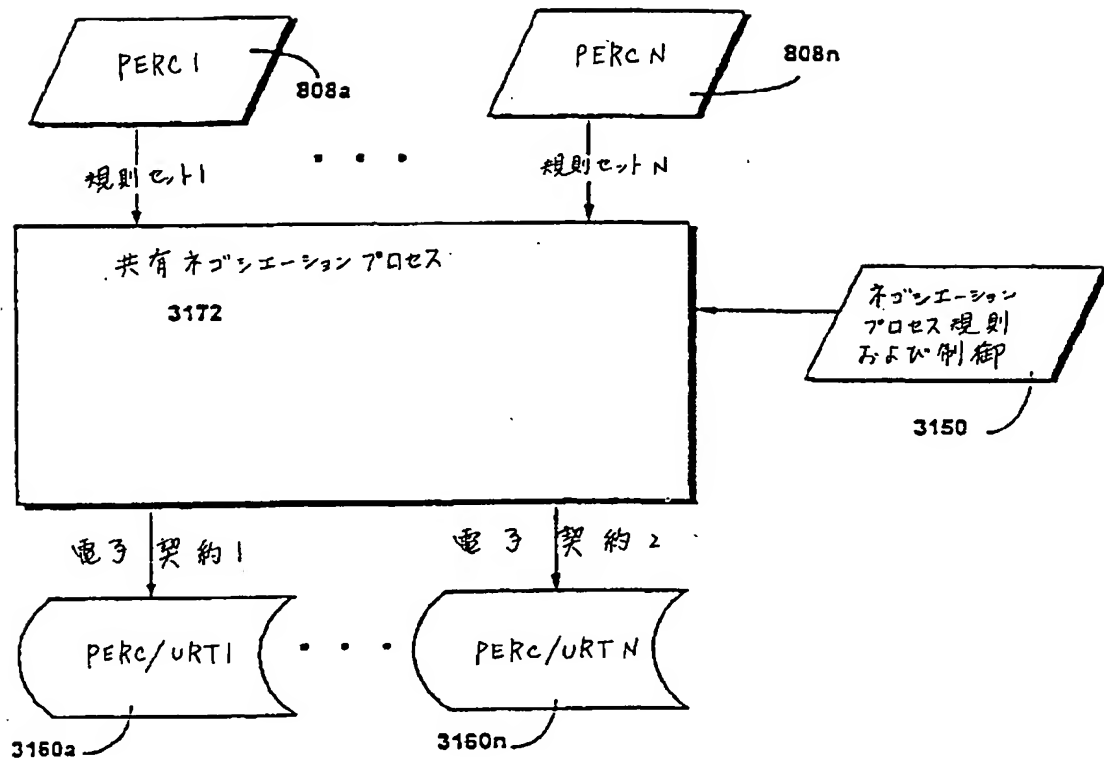 PERC 1
808a
PERC N
808n
規則セット1
• • •
規則セット N
共有ネゴシエーションプロセス
3172
ネゴシエーション
プロセス規則
および制御
3150
電子契約1
電子契約2
PERC/URT1
• • •
PERC/URT N
3160a
3160n